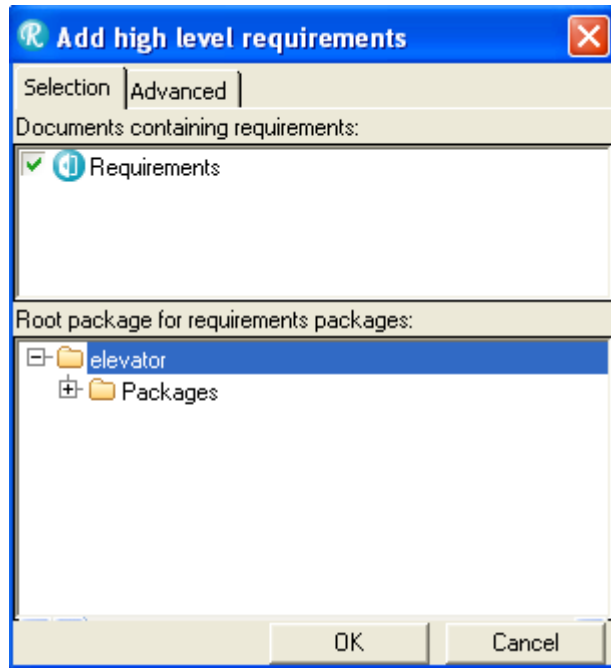 Add high level requirements
Selection Advanced
Documents containing requirements:
Requirements
Root package for requirements packages:
elevator
Packages
OK Cancel